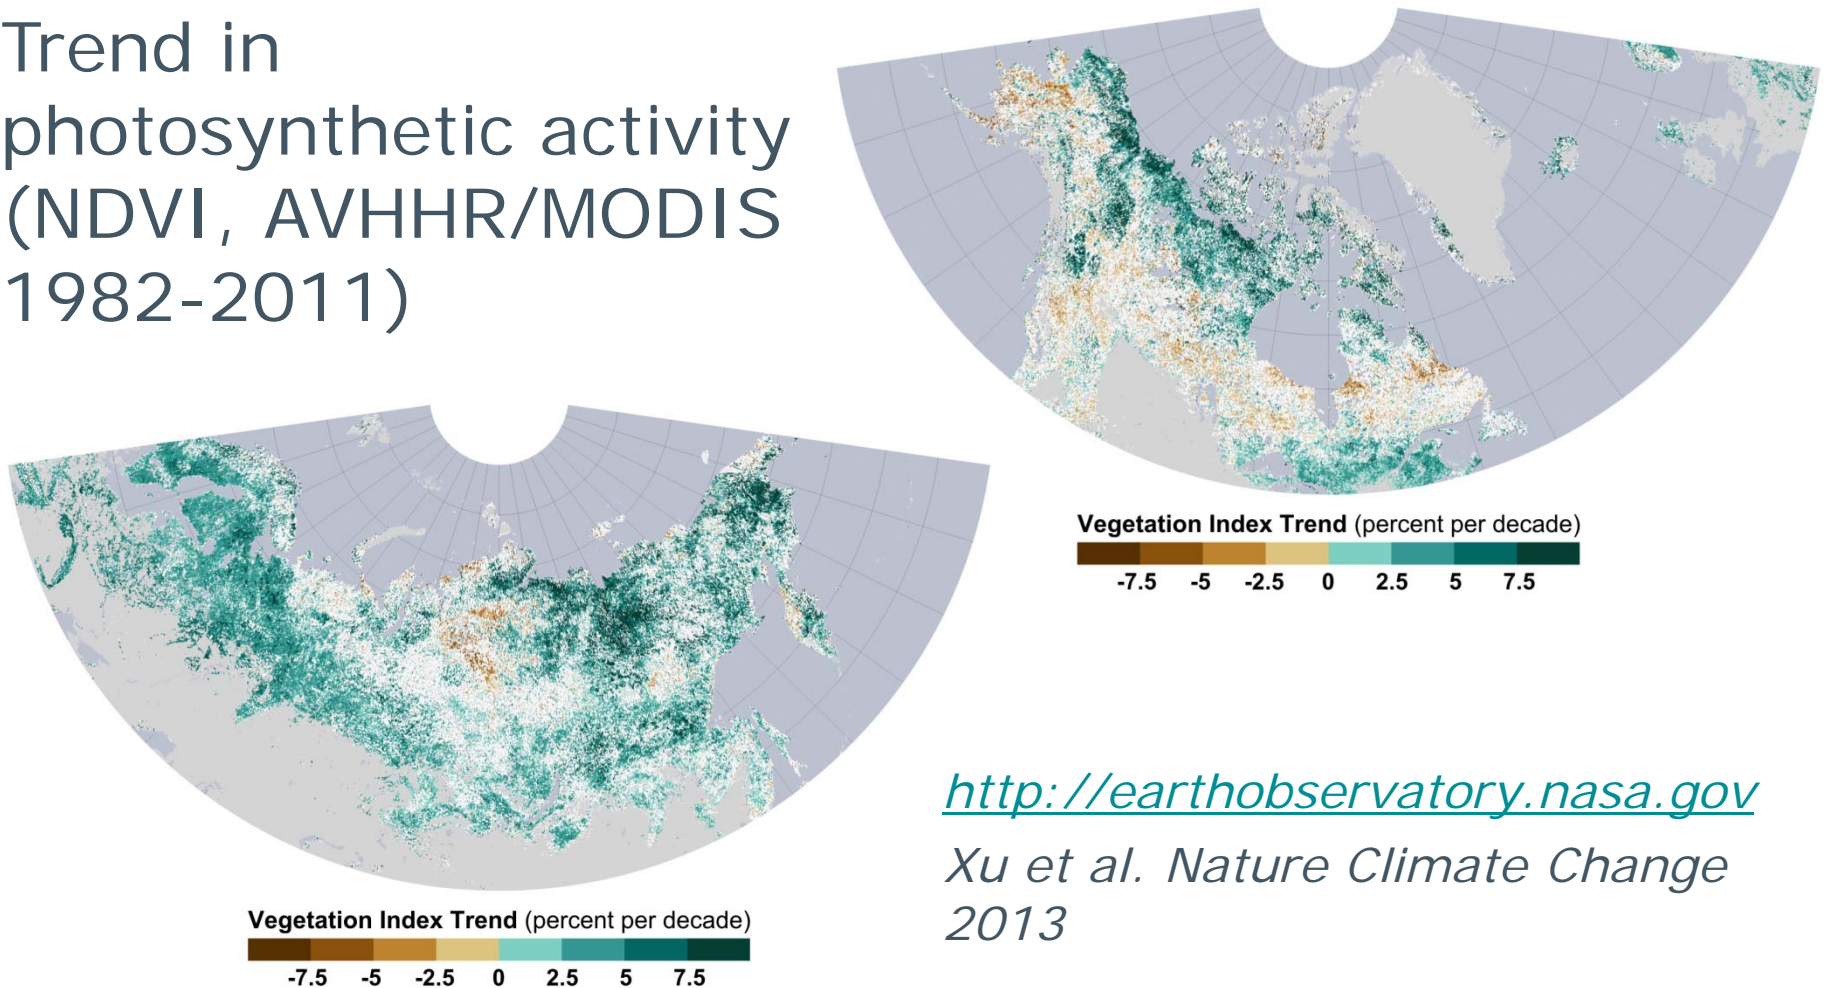 Trend in
photosynthetic activity
(NDVI, AVHHR/MODIS
1982-2011)
Vegetation Index Trend (percent per decade)
-7.5 -5 -2.5 0 2.5 5 7.5
Vegetation Index Trend (percent per decade)
-7.5 -5 -2.5 0 2.5 5 7.5
http://earthobservatory.nasa.gov
Xu et al. Nature Climate Change
2013